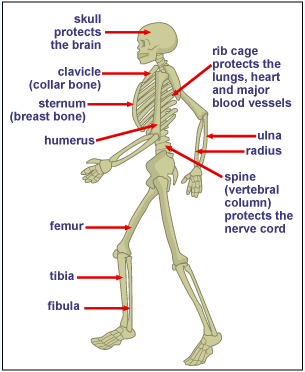 skull
protects
the brain
clavicle
(collar bone)
sternum
(breast bone)
humerus
femur
tibia
fibula
rib cage
protects the
lungs, heart
and major
blood vessels
ulna
radius
spine
(vertebral
column)
protects the
nerve cord